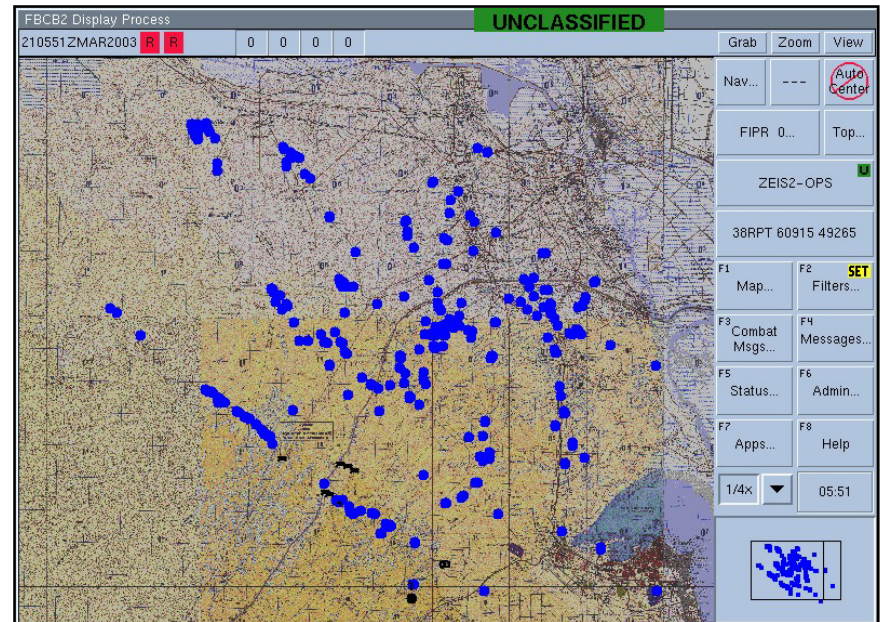 FBCB2 Display Process
UNCLASSIFIED
210551ZMAR2003 R R 0 0 0 0 Grab Zoom View
Nav... --- Auto Center
FIPR 0... Top...
U
ZEIS2-OPS
38RPT 60915 49265
F1 Map... F2 SET Filters...
F3 Combat Msgs... F4 Messages...
F5 Status... F6 Admin...
F7 Apps... F8 Help
1/4x 05:51